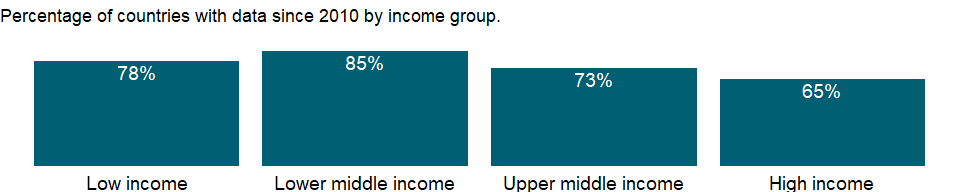 Percentage of countries with data since 2010 by income group.
78%
85%
73%
65%
Low income
Lower middle income
Upper middle income
High income